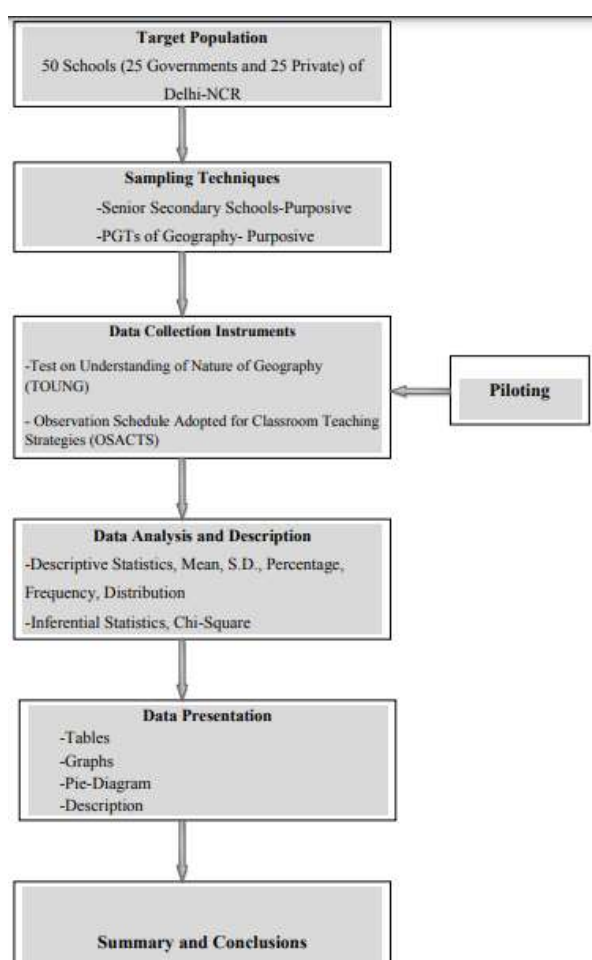 Target Population
50 Schools (25 Governments and 25 Private) of
Delhi-NCR
Sampling Techniques
-Senior Secondary Schools-Purposive
-PGTs of Geography- Purposive
Data Collection Instruments
-Test on Understanding of Nature of Geography
(TOUNG)
- Observation Schedule Adopted for Classroom Teaching
Strategies (OSACTS)
Piloting
Data Analysis and Description
-Descriptive Statistics, Mean, S.D., Percentage,
Frequency, Distribution
-Inferential Statistics, Chi-Square
Data Presentation
-Tables
-Graphs
-Pie-Diagram
-Description
Summary and Conclusions